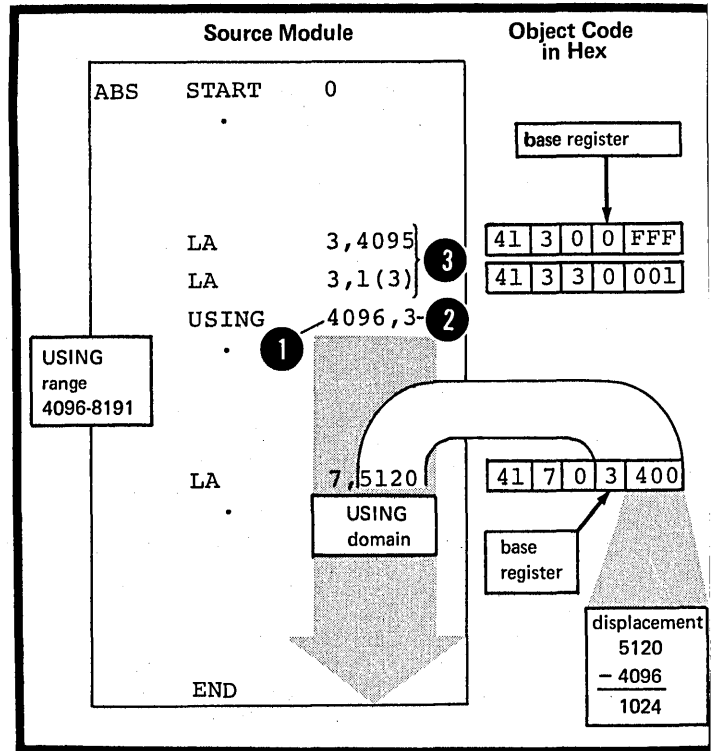 Source Module
Object Code
in Hex
ABS START 0
.
base register
LA 3,4095
41 3 0 0 FFF
3
LA 3,1(3)
41 3 3 0 001
USING 4096,3
2
1
.
USING
range
4096-8191
LA 7,5120
41 7 0 3 400
.
USING
domain
base
register
displacement
5120
− 4096
1024
END